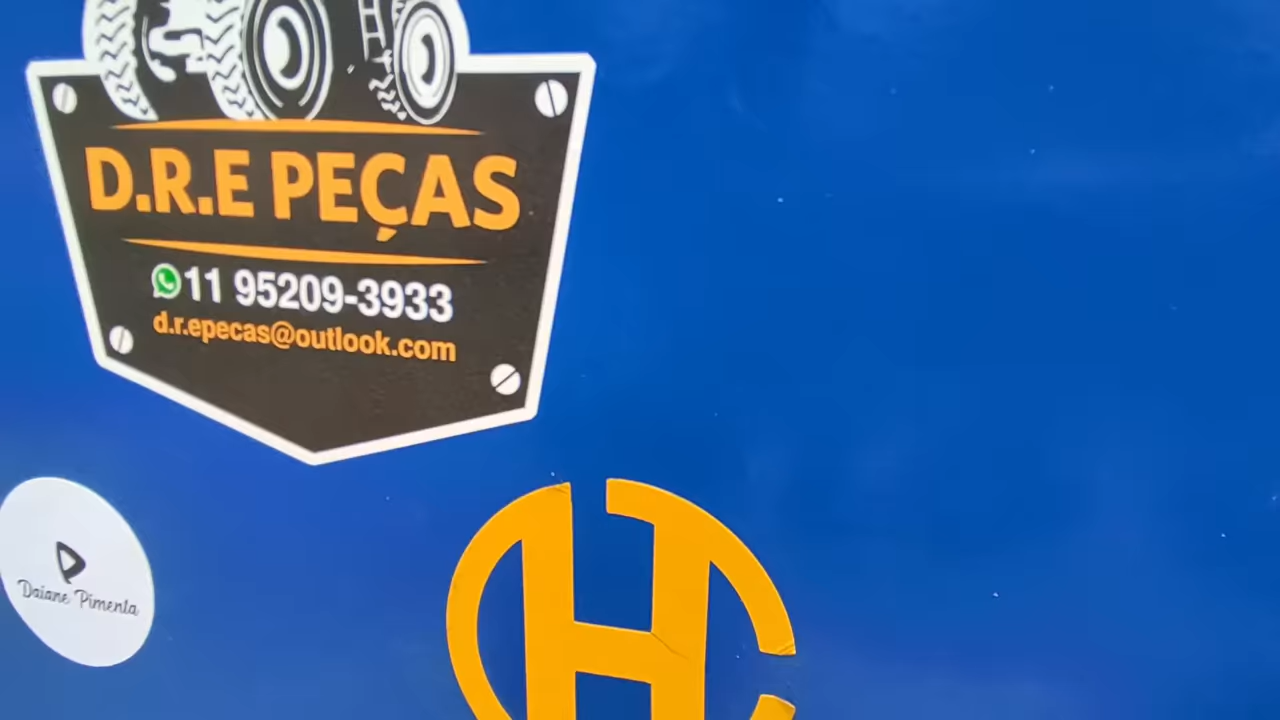 D.R.E PEÇAS
11 95209-3933
d.r.epecas@outlook.com
Daiane Pimenta
H